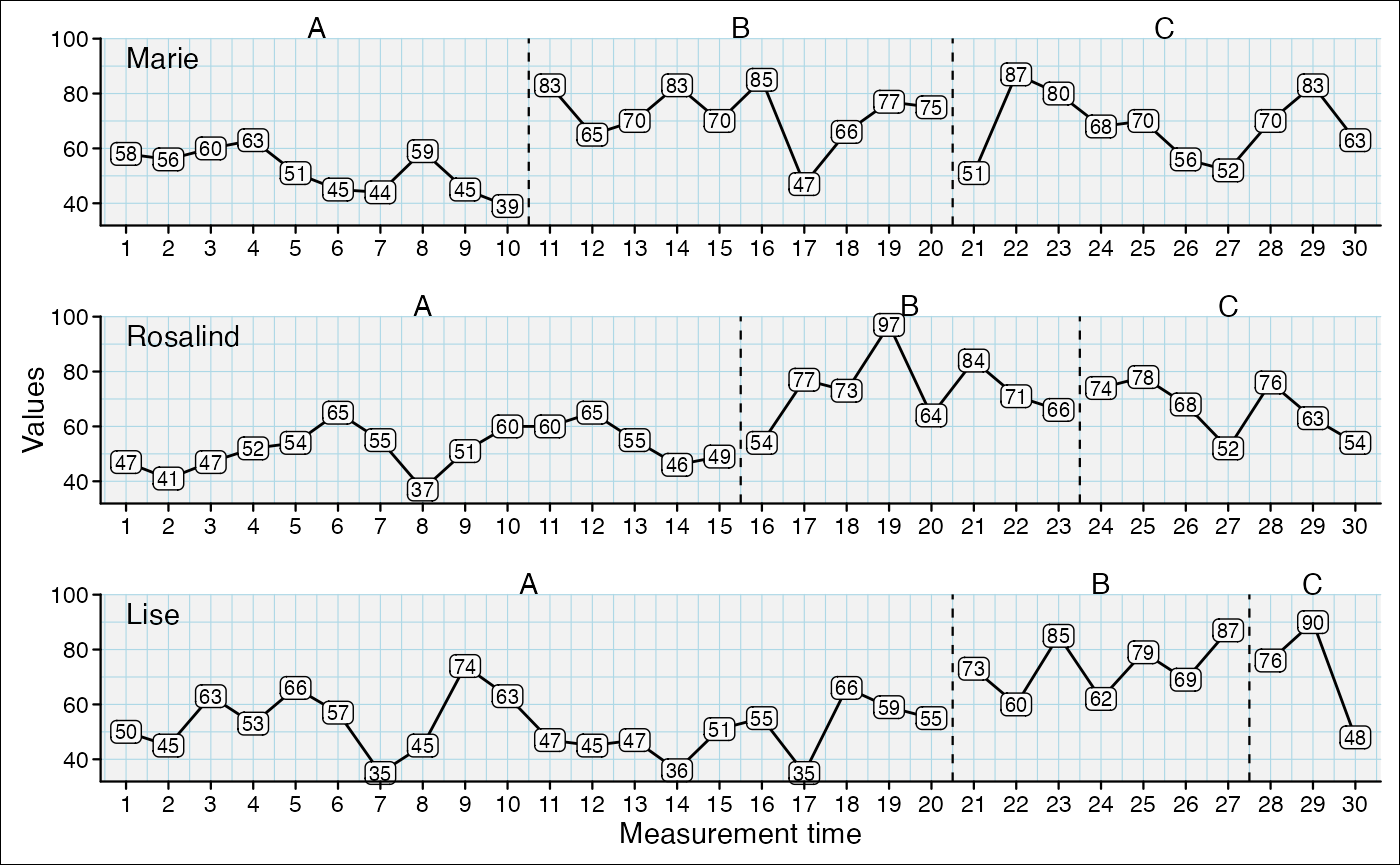 A B C
100 Marie
83 83 85 87 83
80 77 75 80
65 70 70 66 68 70 70 63
60 58 56 60 63 59 56
51 45 44 45 47 51 52
40 39
1 2 3 4 5 6 7 8 9 10 11 12 13 14 15 16 17 18 19 20 21 22 23 24 25 26 27 28 29 30
A B C
100 Rosalind 97
80 77 73 84 71 74 78 76
60 65 60 60 65 64 66 68 63
47 41 47 52 54 55 51 55 46 49 54 52 54
40 37
1 2 3 4 5 6 7 8 9 10 11 12 13 14 15 16 17 18 19 20 21 22 23 24 25 26 27 28 29 30
A B C
100 Lise
80 74 73 85 79 87 76 90
60 63 66 63 66 60 62 69
50 45 53 57 45 47 45 47 51 55 59 55 48
40 35 36 35
1 2 3 4 5 6 7 8 9 10 11 12 13 14 15 16 17 18 19 20 21 22 23 24 25 26 27 28 29 30
Values
Measurement time